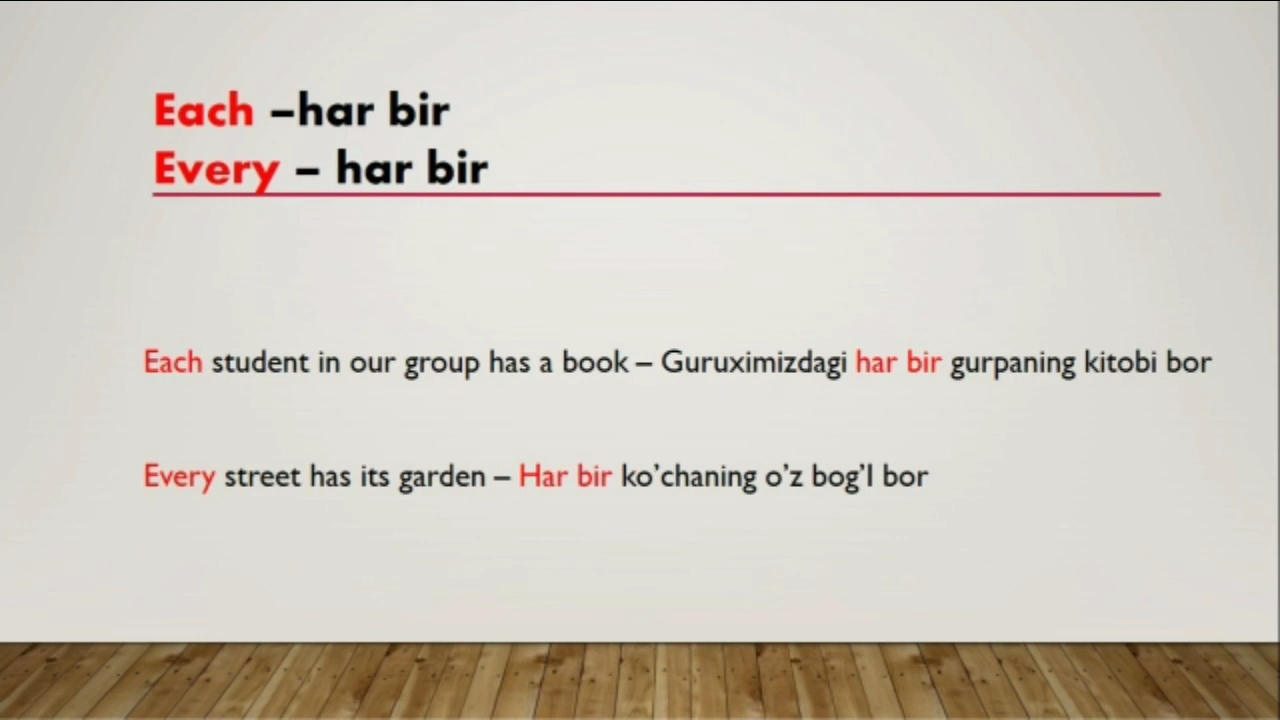 Each –har bir
Every – har bir
Each student in our group has a book – Guruximizdagi har bir gurpaning kitobi bor
Every street has its garden – Har bir ko’chaning o’z bog’l bor